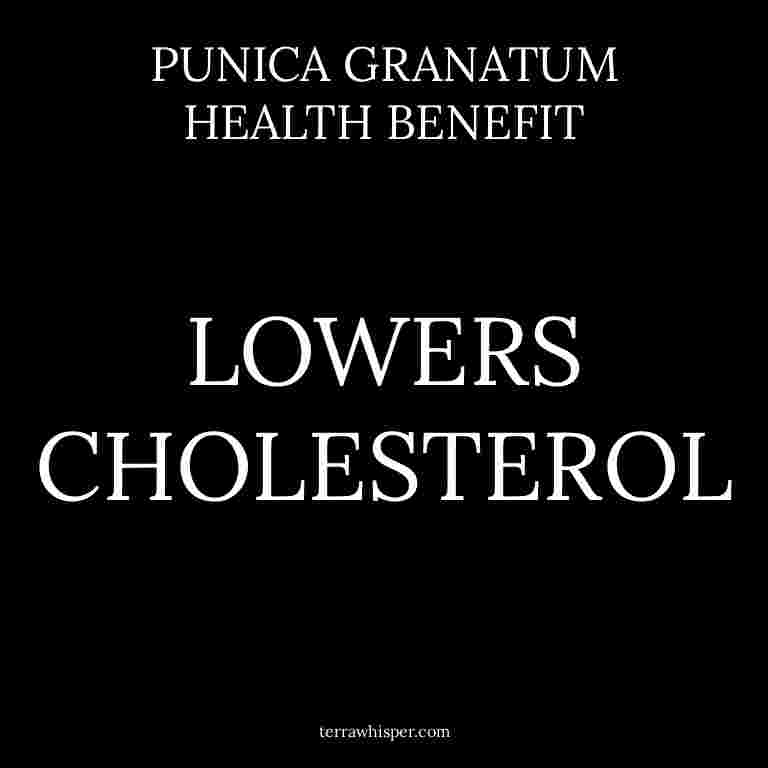 PUNICA GRANATUM
HEALTH BENEFIT
LOWERS
CHOLESTEROL
terrawhisper.com